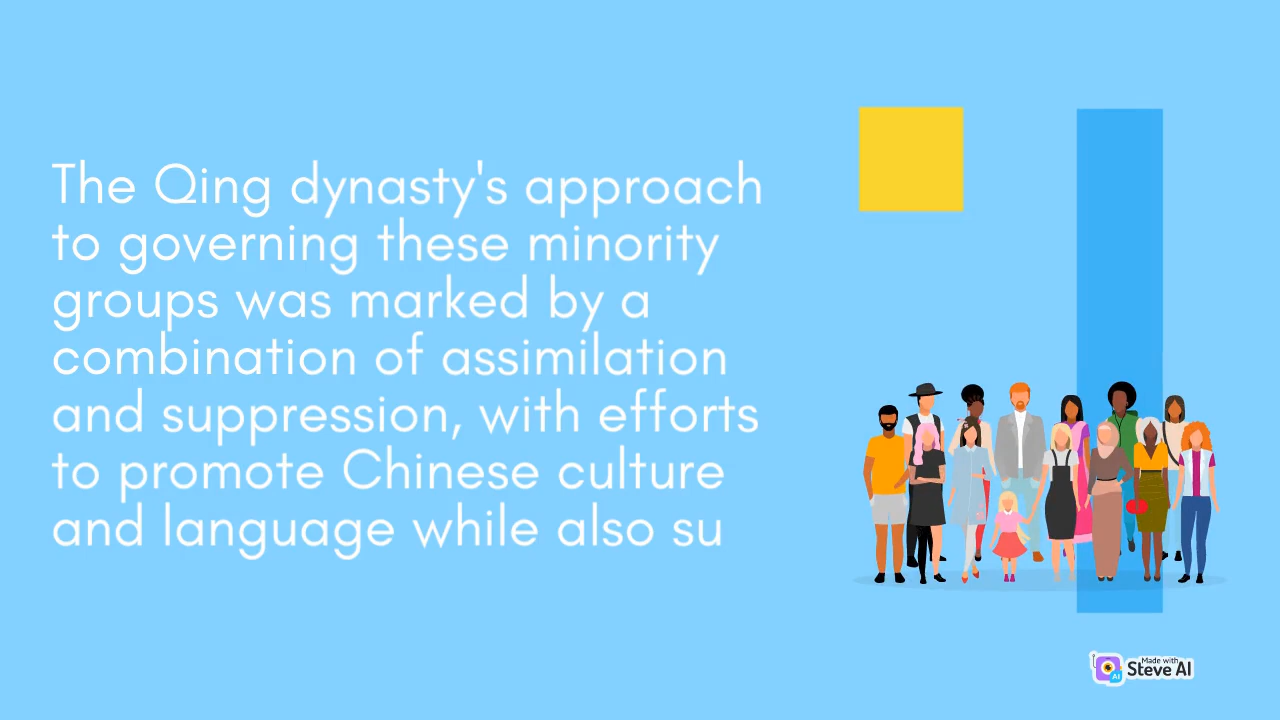 The Qing dynasty's approach
to governing these minority
groups was marked by a
combination of assimilation
and suppression, with efforts
to promote Chinese culture
and language while also su
Made with
Steve AI
AI